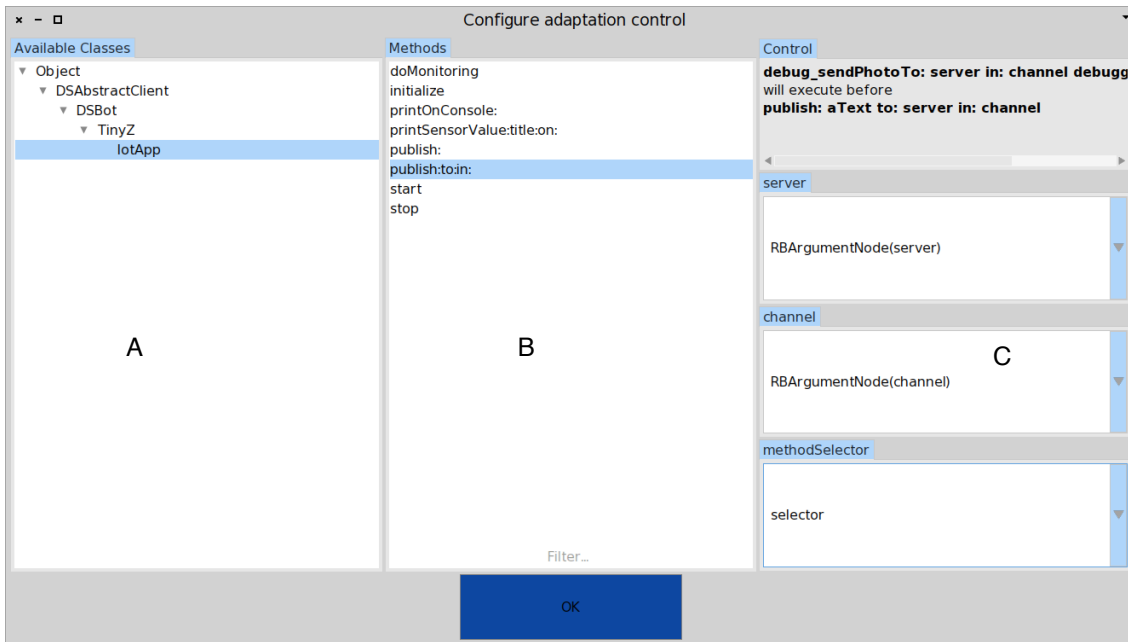 Configure adaptation control
Available Classes
Object
DSAbstractClient
DSBot
TinyZ
IotApp
A
Methods
doMonitoring
initialize
printOnConsole:
printSensorValue:title:on:
publish:
publish:to:in:
start
stop
B
Filter...
Control
debug_sendPhotoTo: server in: channel debugg
will execute before
publish: aText to: server in: channel
server
RBArgumentNode(server)
channel
C
RBArgumentNode(channel)
methodSelector
selector
OK